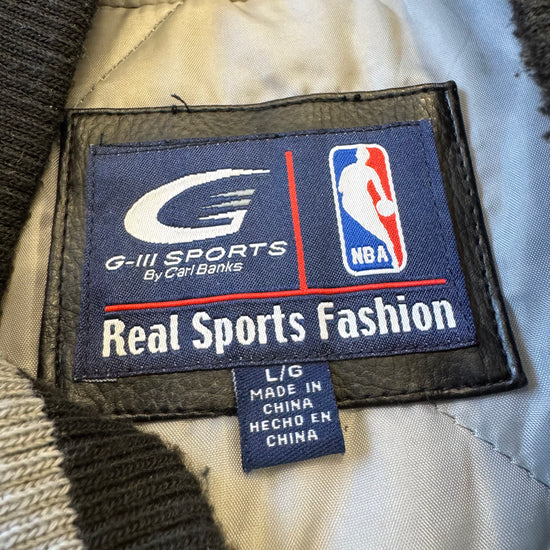 G-III SPORTS
By Carl Banks
NBA
Real Sports Fashion
L/G
MADE IN
CHINA
HECHO EN
CHINA